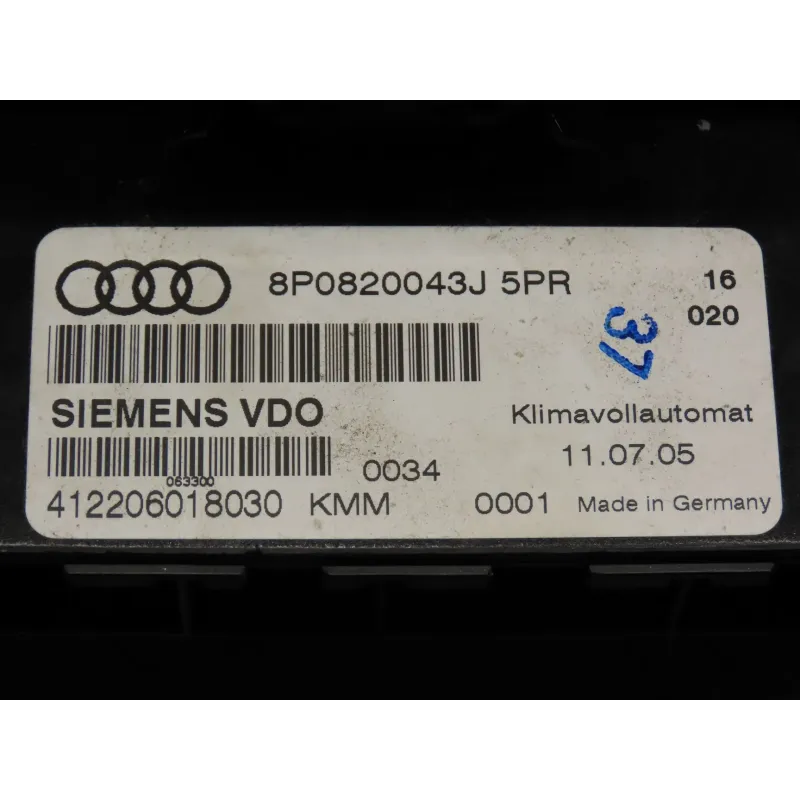 8P0820043J 5PR 16
020
37
SIEMENS VDO Klimavollautomat
063300 0034 11.07.05
412206018030 KMM 0001 Made in Germany